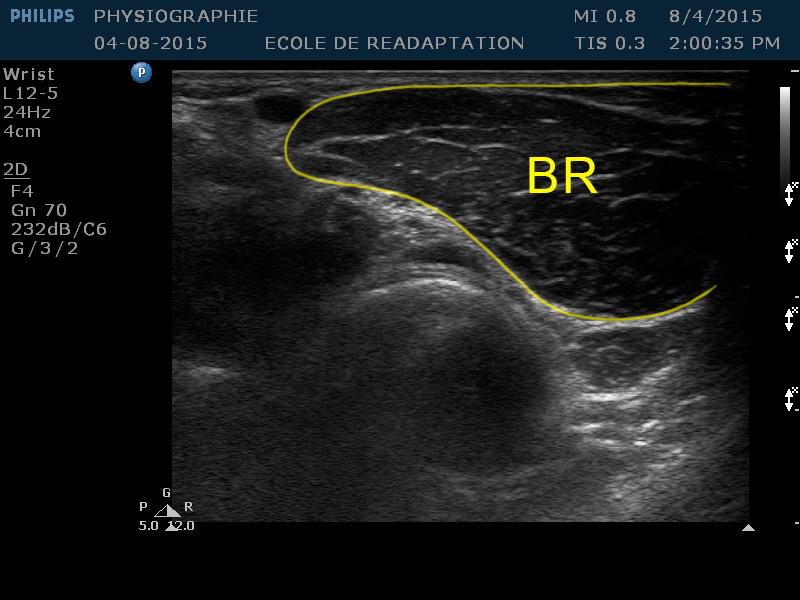 PHILIPS PHYSIOGRAPHIE MI 0.8 8/4/2015
04-08-2015 ECOLE DE READAPTATION TIS 0.3 2:00:35 PM
P
Wrist
L12-5
24Hz
4cm
2D
F4
Gn 70
232dB/C6
G/3/2
BR
G
P R
5.0 12.0